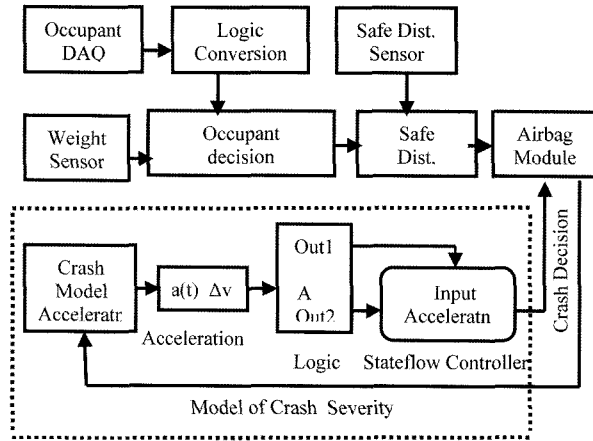 Occupant
DAQ
Logic
Conversion
Safe Dist.
Sensor
Weight
Sensor
Occupant
decision
Safe
Dist.
Airbag
Module
Crash
Model
Acceleratn
a(t) Δv
Acceleration
Out1
A
Out2
Logic
Input
Acceleratn
Stateflow Controller
Crash Decision
Model of Crash Severity